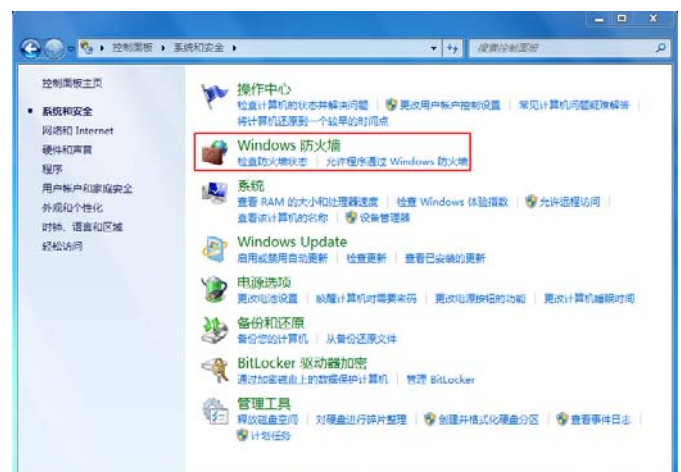 控制面板 系统和安全
搜索控制面板
控制面板主页
系统和安全
网络和 Internet
硬件和声音
程序
用户帐户和家庭安全
外观和个性化
时钟、语言和区域
轻松访问
操作中心
检查计算机的状态并解决问题 更改用户帐户控制设置 常见计算机问题疑难解答
将计算机还原到一个较早的时间点
Windows 防火墙
检查防火墙状态 允许程序通过 Windows 防火墙
系统
查看 RAM 的大小和处理器速度 检查 Windows 体验指数 允许远程访问
查看该计算机的名称 设备管理器
Windows Update
启用或禁用自动更新 检查更新 查看已安装的更新
电源选项
更改电池设置 唤醒计算机时需要密码 更改电源按钮的功能 更改计算机睡眠时间
备份和还原
备份您的计算机 从备份还原文件
BitLocker 驱动器加密
通过加密磁盘上的数据保护计算机 管理 BitLocker
管理工具
释放磁盘空间 对硬盘进行碎片整理 创建并格式化硬盘分区 查看事件日志
计划任务